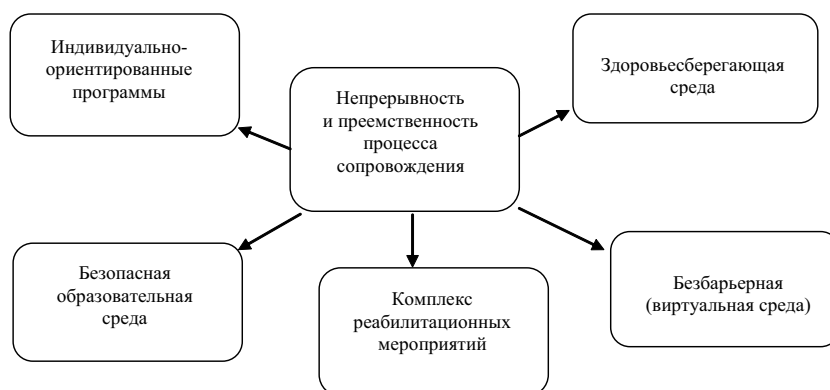 Индивидуально-
ориентированные
программы
Непрерывность
и преемственность
процесса
сопровождения
Здоровьесберегающая
среда
Безопасная
образовательная
среда
Комплекс
реабилитационных
мероприятий
Безбарьерная
(виртуальная среда)